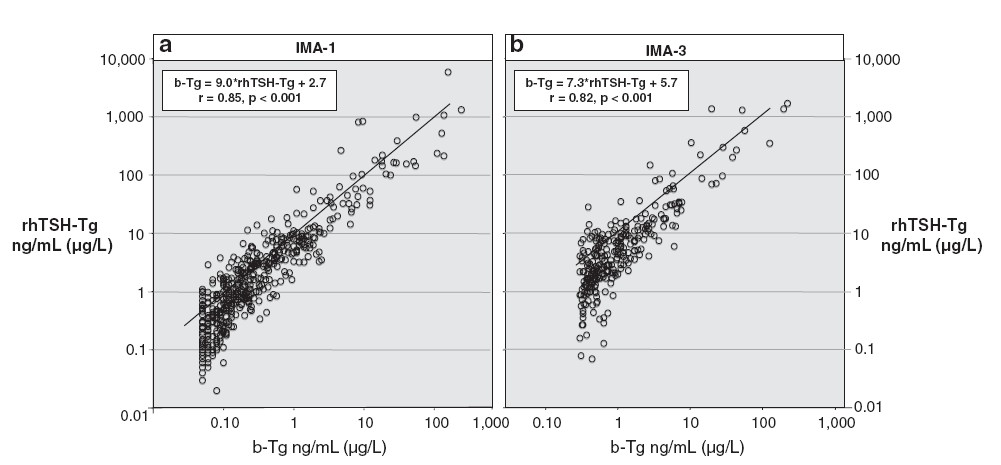 a
IMA-1
b
IMA-3
b-Tg = 9.0*rhTSH-Tg + 2.7
r = 0.85, p < 0.001
b-Tg = 7.3*rhTSH-Tg + 5.7
r = 0.82, p < 0.001
10,000
1,000
100
10
1
0.1
0.01
rhTSH-Tg
ng/mL (µg/L)
0.10
1
10
100
1,000
b-Tg ng/mL (µg/L)
0.10
1
10
100
1,000
b-Tg ng/mL (µg/L)
10,000
1,000
100
10
1
0.1
0.01
rhTSH-Tg
ng/mL (µg/L)